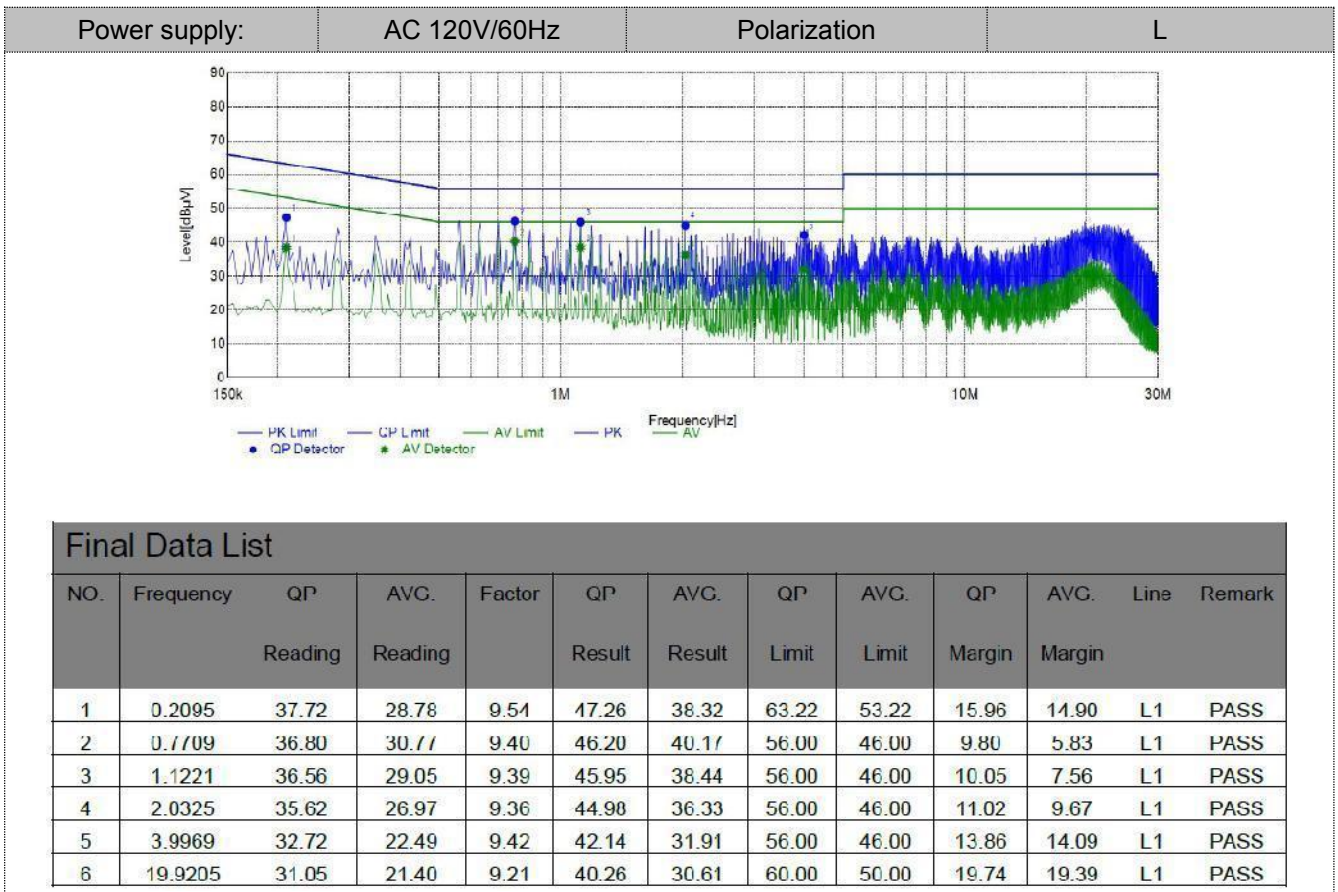 Power supply: AC 120V/60Hz Polarization L
90
80
70
60
50
40
30
20
10
0
Level[dBµV]
1
2
3
4
5
150k 1M 10M 30M
Frequency[Hz]
PK Limit QP Limit AV Limit PK AV
QP Detector AV Detector
Final Data List
NO. Frequency QP Reading AVG. Reading Factor QP Result AVG. Result QP Limit AVG. Limit QP Margin AVG. Margin Line Remark
1 0.2095 37.72 28.78 9.54 47.26 38.32 63.22 53.22 15.96 14.90 L1 PASS
2 0.7709 36.80 30.77 9.40 46.20 40.17 56.00 46.00 9.80 5.83 L1 PASS
3 1.1221 36.56 29.05 9.39 45.95 38.44 56.00 46.00 10.05 7.56 L1 PASS
4 2.0325 35.62 26.97 9.36 44.98 36.33 56.00 46.00 11.02 9.67 L1 PASS
5 3.9969 32.72 22.49 9.42 42.14 31.91 56.00 46.00 13.86 14.09 L1 PASS
6 19.9205 31.05 21.40 9.21 40.26 30.61 60.00 50.00 19.74 19.39 L1 PASS